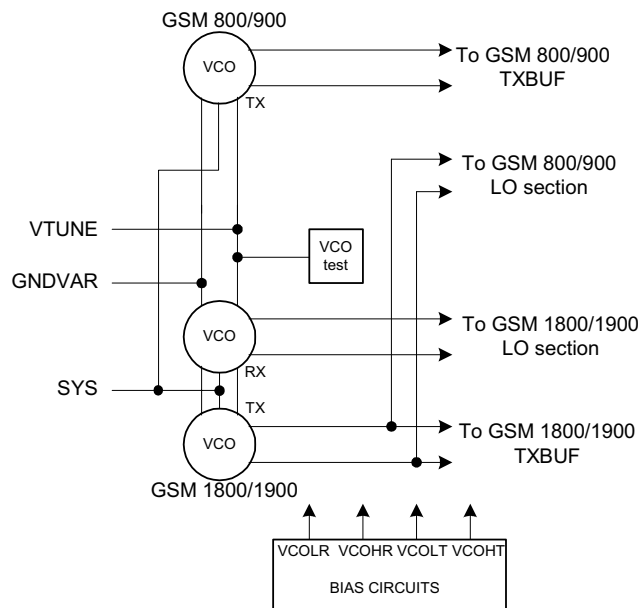 GSM 800/900
VCO
TX
To GSM 800/900
TXBUF
To GSM 800/900
LO section
VTUNE
VCO
test
GNDVAR
VCO
RX
To GSM 1800/1900
LO section
SYS
TX
VCO
To GSM 1800/1900
TXBUF
GSM 1800/1900
VCOLR VCOHR VCOLT VCOHT
BIAS CIRCUITS